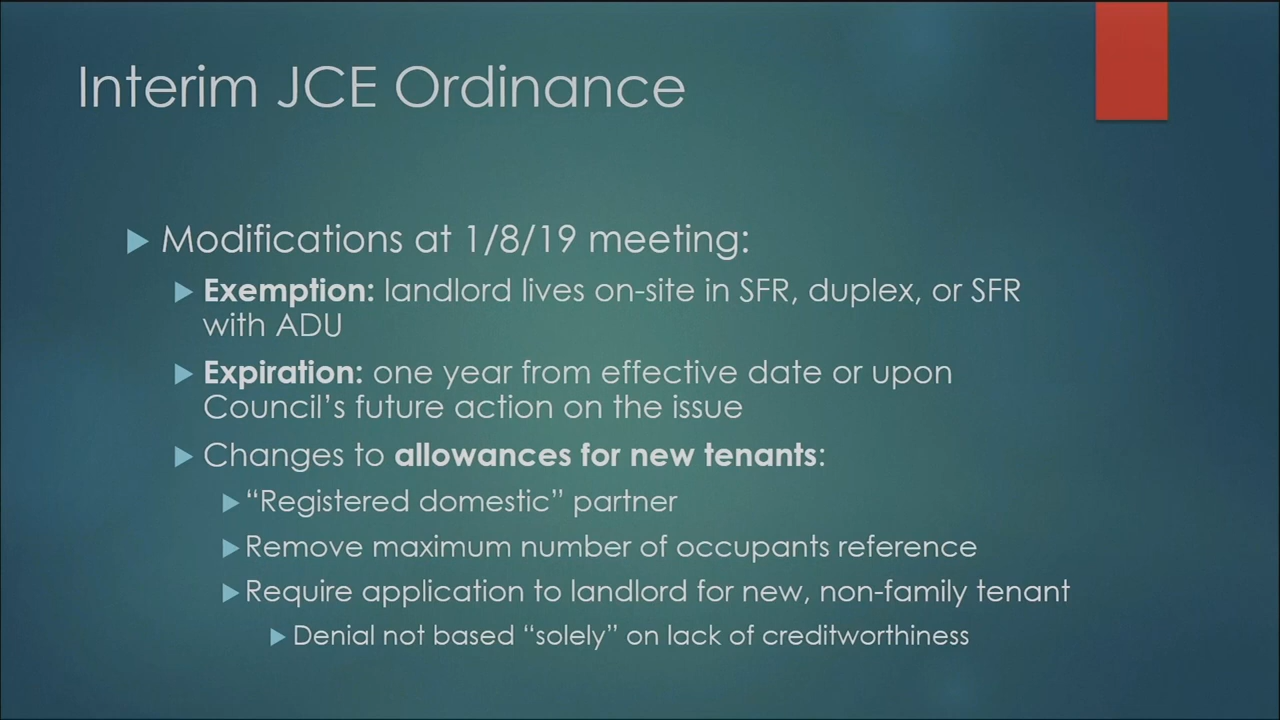 Interim JCE Ordinance
Modifications at 1/8/19 meeting:
Exemption: landlord lives on-site in SFR, duplex, or SFR
with ADU
Expiration: one year from effective date or upon
Council’s future action on the issue
Changes to allowances for new tenants:
“Registered domestic” partner
Remove maximum number of occupants reference
Require application to landlord for new, non-family tenant
Denial not based “solely” on lack of creditworthiness